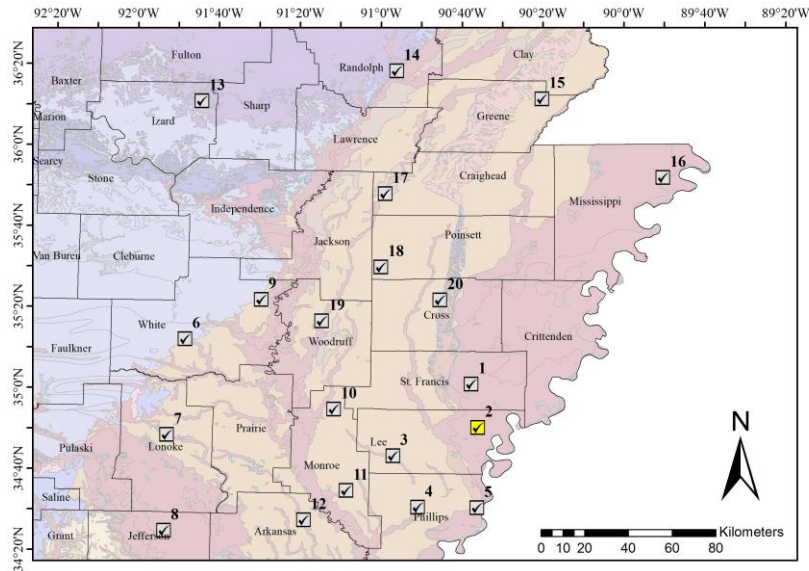 92°20'W 92°0'W 91°40'W 91°20'W 91°0'W 90°40'W 90°20'W 90°0'W 89°40'W 89°20'W
36°20'N
36°0'N
35°40'N
35°20'N
35°0'N
34°40'N
34°20'N
Fulton
Randolph
14
Clay
Baxter
13
15
Marion
Izard
Sharp
Greene
Lawrence
Searcy
Stone
16
17
Craighead
Mississippi
Independence
Jackson
Poinsett
Van Buren
Cleburne
18
9
20
White
6
19
Cross
Woodruff
Crittenden
Faulkner
St. Francis
1
10
2
7
Prairie
Lonoke
Lee
3
Pulaski
Monroe
11
Saline
12
4
5
8
Phillips
Grant
Jefferson
Arkansas
N
Kilometers
0 10 20 40 60 80